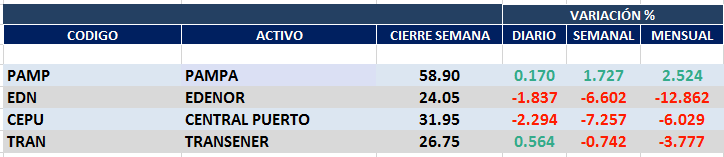 VARIACIÓN %
CODIGO ACTIVO CIERRE SEMANA DIARIO SEMANAL MENSUAL
PAMP PAMPA 58.90 0.170 1.727 2.524
EDN EDENOR 24.05 -1.837 -6.602 -12.862
CEPU CENTRAL PUERTO 31.95 -2.294 -7.257 -6.029
TRAN TRANSENER 26.75 0.564 -0.742 -3.777